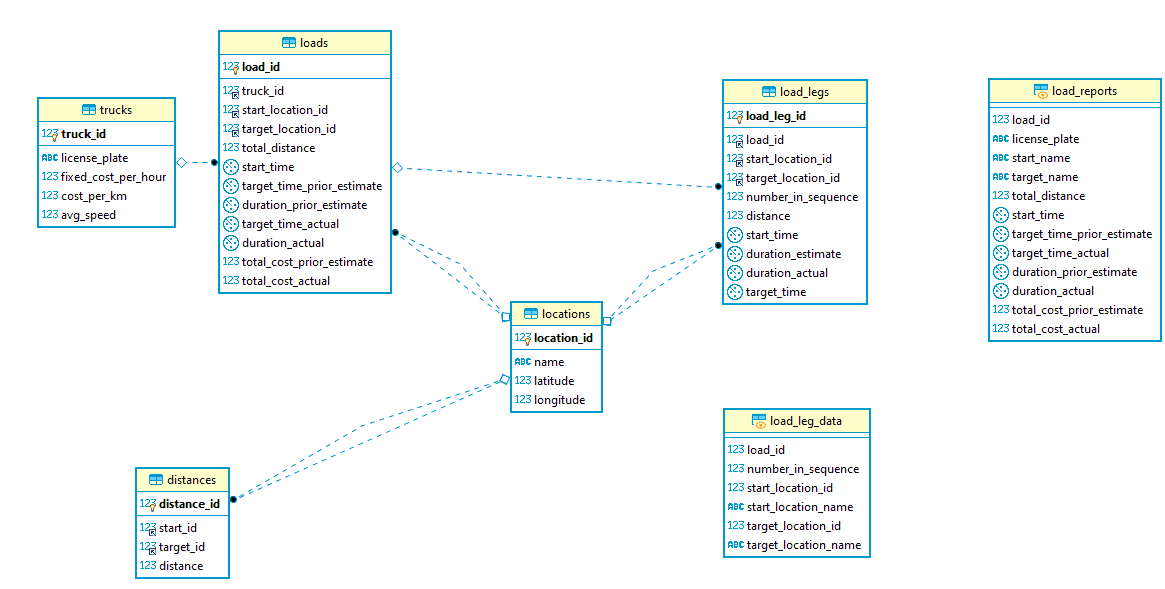 loads
123 load_id
123 truck_id
123 start_location_id
123 target_location_id
123 total_distance
start_time
target_time_prior_estimate
duration_prior_estimate
target_time_actual
duration_actual
123 total_cost_prior_estimate
123 total_cost_actual
trucks
123 truck_id
ABC license_plate
123 fixed_cost_per_hour
123 cost_per_km
123 avg_speed
load_legs
123 load_leg_id
123 load_id
123 start_location_id
123 target_location_id
123 number_in_sequence
123 distance
start_time
duration_estimate
duration_actual
target_time
load_reports
123 load_id
ABC license_plate
ABC start_name
ABC target_name
123 total_distance
start_time
target_time_prior_estimate
target_time_actual
duration_prior_estimate
duration_actual
123 total_cost_prior_estimate
123 total_cost_actual
locations
123 location_id
ABC name
123 latitude
123 longitude
distances
123 distance_id
123 start_id
123 target_id
123 distance
load_leg_data
123 load_id
123 number_in_sequence
123 start_location_id
ABC start_location_name
123 target_location_id
ABC target_location_name